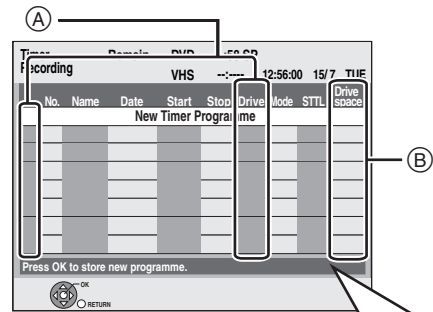 A
Timer Remain DVD :58 SP
Recording VHS --:---- 12:56:00 15/7 TUE
No. Name Date Start Stop Drive Mode STTL Drive space
New Timer Programme
B
Press OK to store new programme.
OK
RETURN